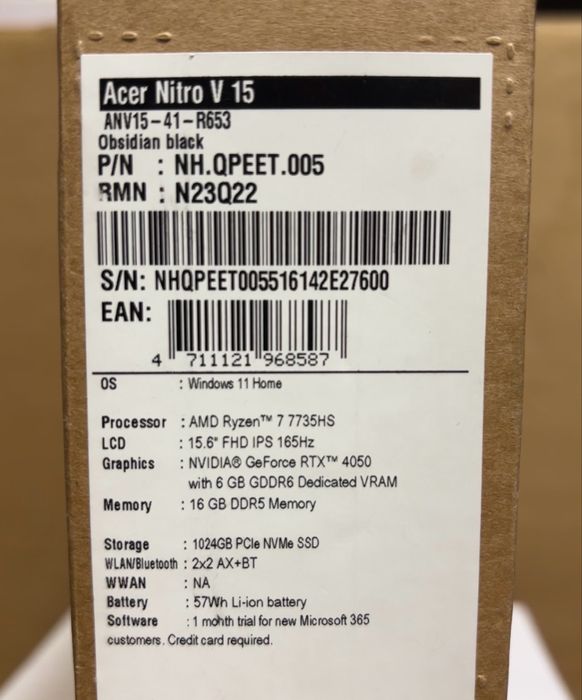 Acer Nitro V 15
ANV15-41-R653
Obsidian black
P/N : NH.QPEET.005
RMN : N23Q22
S/N: NHQPEET005516142E27600
EAN:
4 711121 968587
OS : Windows 11 Home
Processor : AMD Ryzen™ 7 7735HS
LCD : 15.6" FHD IPS 165Hz
Graphics : NVIDIA® GeForce RTX™ 4050
with 6 GB GDDR6 Dedicated VRAM
Memory : 16 GB DDR5 Memory
Storage : 1024GB PCIe NVMe SSD
WLAN/Bluetooth : 2x2 AX+BT
WWAN : NA
Battery : 57Wh Li-ion battery
Software : 1 month trial for new Microsoft 365
customers. Credit card required.